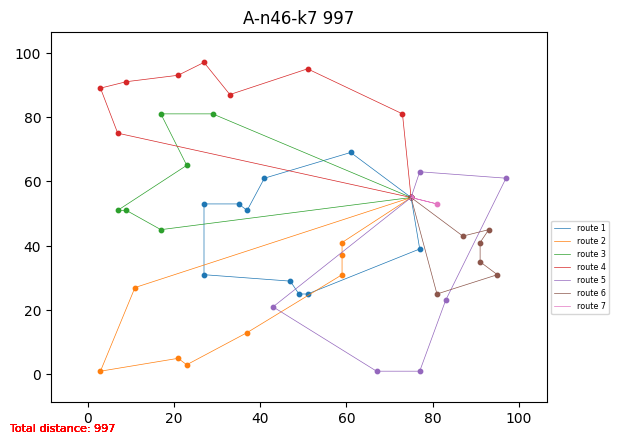 A-n46-k7 997
100
80
60
40
20
0
0 20 40 60 80 100
route 1
route 2
route 3
route 4
route 5
route 6
route 7
Total distance: 997